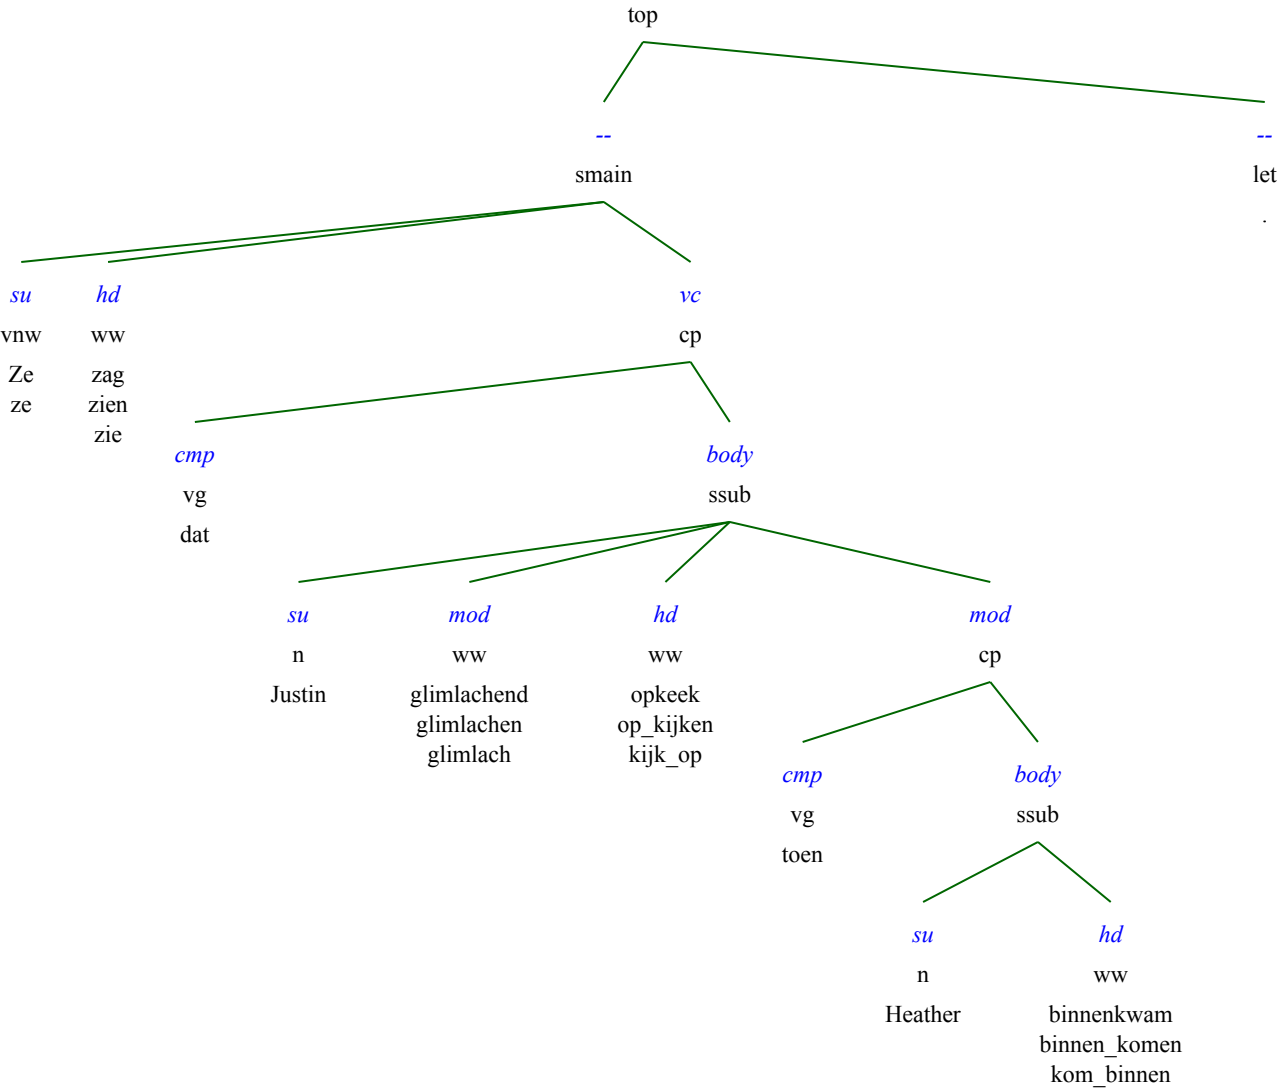 top
-- --
smain let
.
su hd vc
vnw ww cp
Ze zag
ze zien
zie
cmp body
vg ssub
dat
su mod hd mod
n ww ww cp
Justin glimlachend opkeek
glimlachen op_kijken
glimlach kijk_op
cmp body
vg ssub
toen
su hd
n ww
Heather binnenkwam
binnen_komen
kom_binnen